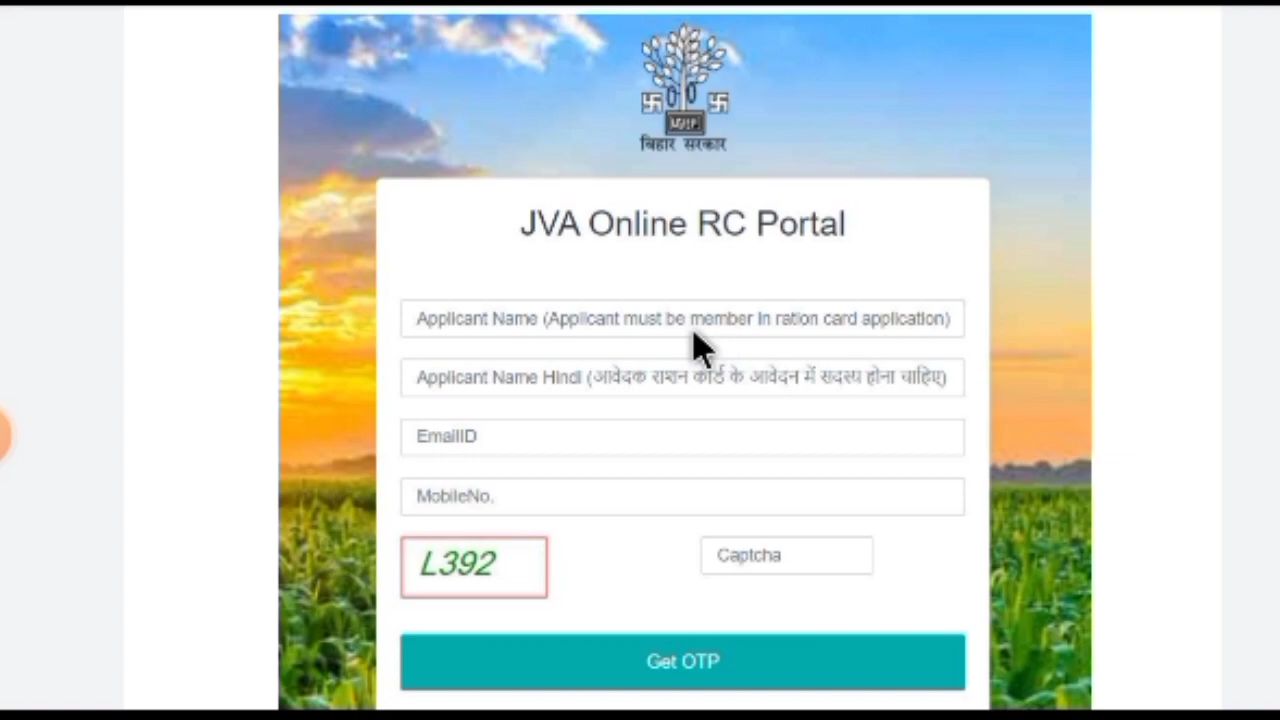 बिहार सरकार
JVA Online RC Portal
Applicant Name (Applicant must be member in ration card application)
Applicant Name Hindi (आवेदक राशन कार्ड के आवेदन में सदस्य होना चाहिए)
EmailID
MobileNo.
L392
Captcha
Get OTP